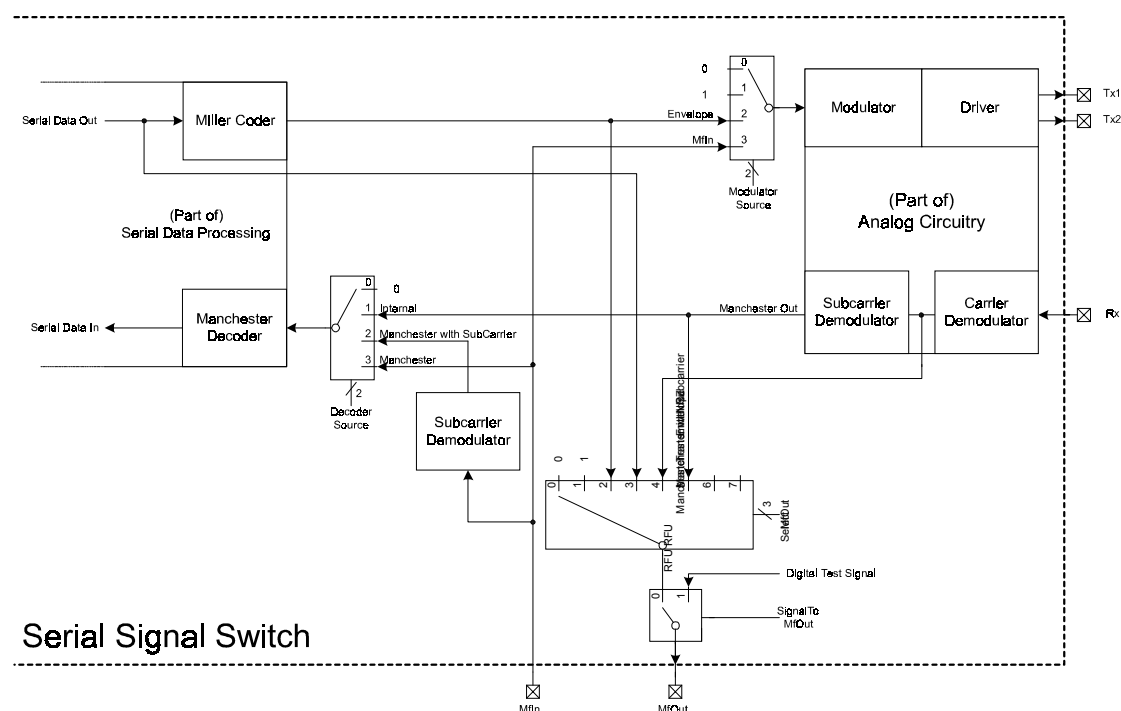 0
0
1
1
Envelope
2
MfIn
3
2
Modulator
Source
Modulator
Driver
Tx1
Tx2
Serial Data Out
Miller Coder
(Part of)
Serial Data Processing
(Part of)
Analog Circuitry
0
0
1
Internal
2
Manchester with SubCarrier
3
Manchester
2
Decoder
Source
Serial Data In
Manchester
Decoder
Manchester Out
Subcarrier
Demodulator
Carrier
Demodulator
Rx
Subcarrier
Demodulator
0
1
0
1
2
3
4
6
7
3
RFU
RFU
0
1
Digital Test Signal
SignalTo
MfOut
Serial Signal Switch
MfIn
MfOut